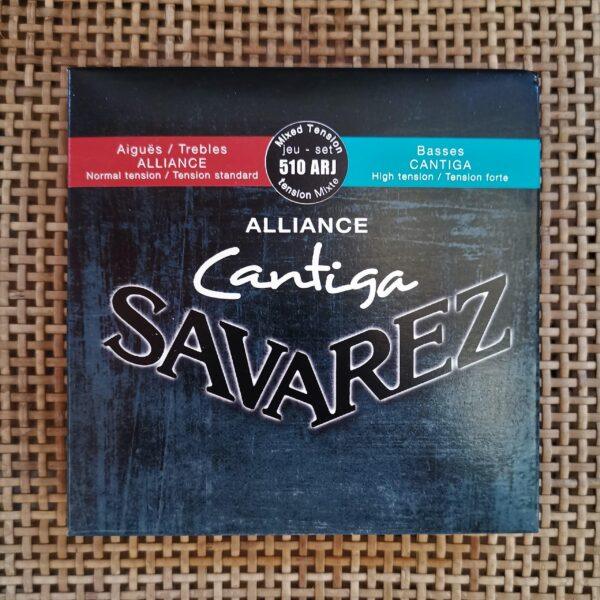 Aiguës / Trebles
ALLIANCE
Normal tension / Tension standard
Mixed Tension
jeu - set
510 ARJ
tension Mixte
Basses
CANTIGA
High tension / Tension forte
ALLIANCE
Cantiga
SAVAREZ